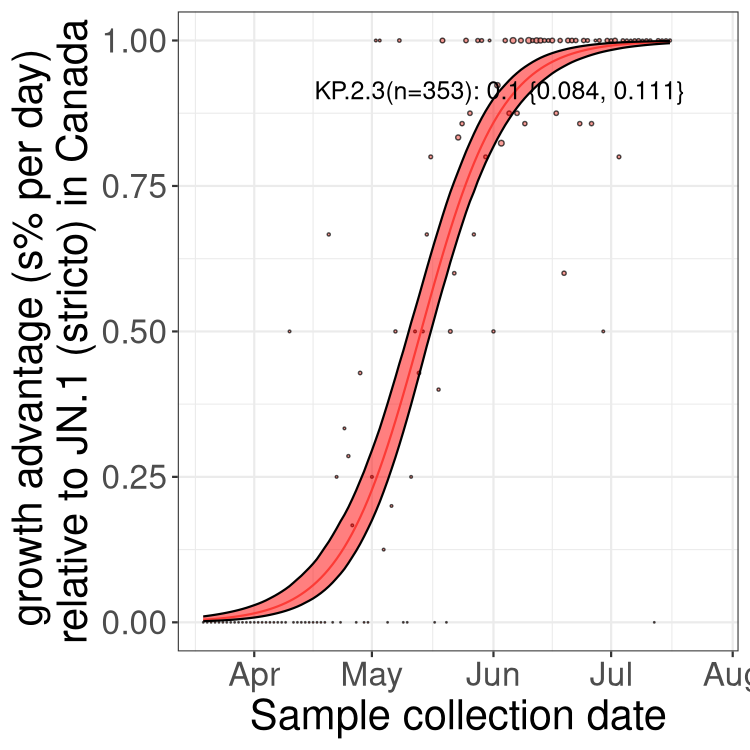 growth advantage (s% per day)
relative to JN.1 (stricto) in Canada
1.00
0.75
0.50
0.25
0.00
KP.2.3(n=353): 0.1 {0.084, 0.111}
Apr May Jun Jul Aug
Sample collection date